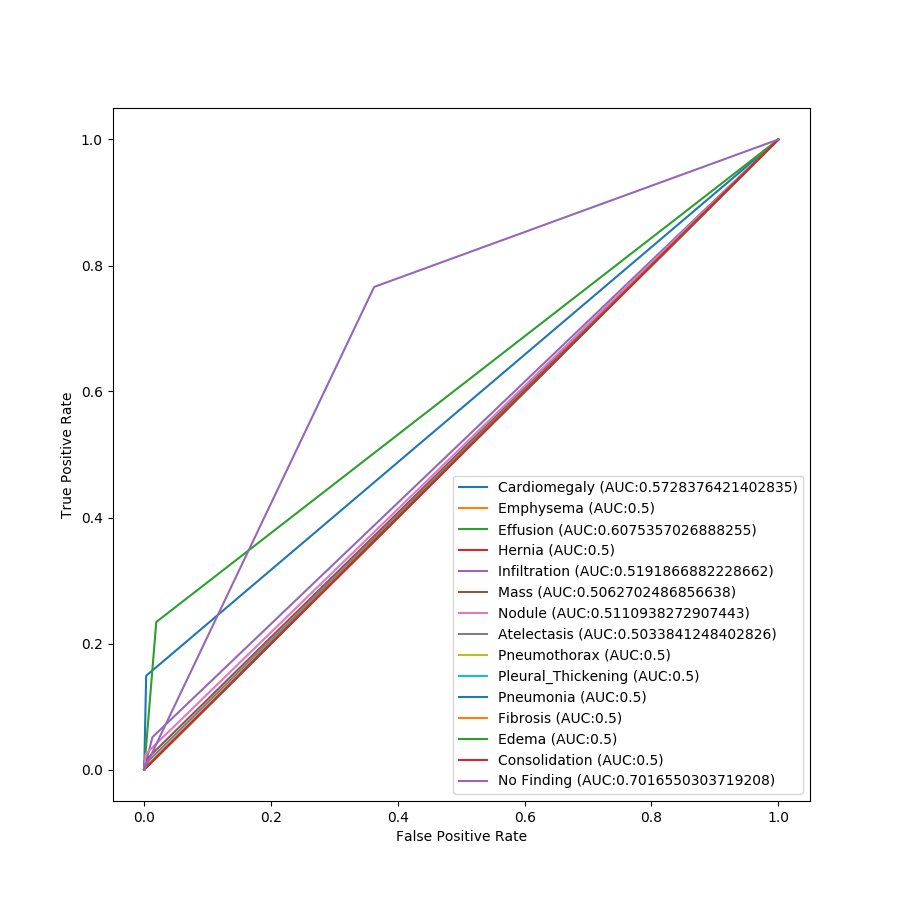 1.0
0.8
0.6
0.4
0.2
0.0
True Positive Rate
Cardiomegaly (AUC:0.5728376421402835)
Emphysema (AUC:0.5)
Effusion (AUC:0.6075357026888255)
Hernia (AUC:0.5)
Infiltration (AUC:0.5191866882228662)
Mass (AUC:0.5062702486856638)
Nodule (AUC:0.5110938272907443)
Atelectasis (AUC:0.5033841248402826)
Pneumothorax (AUC:0.5)
Pleural_Thickening (AUC:0.5)
Pneumonia (AUC:0.5)
Fibrosis (AUC:0.5)
Edema (AUC:0.5)
Consolidation (AUC:0.5)
No Finding (AUC:0.7016550303719208)
0.0 0.2 0.4 0.6 0.8 1.0
False Positive Rate